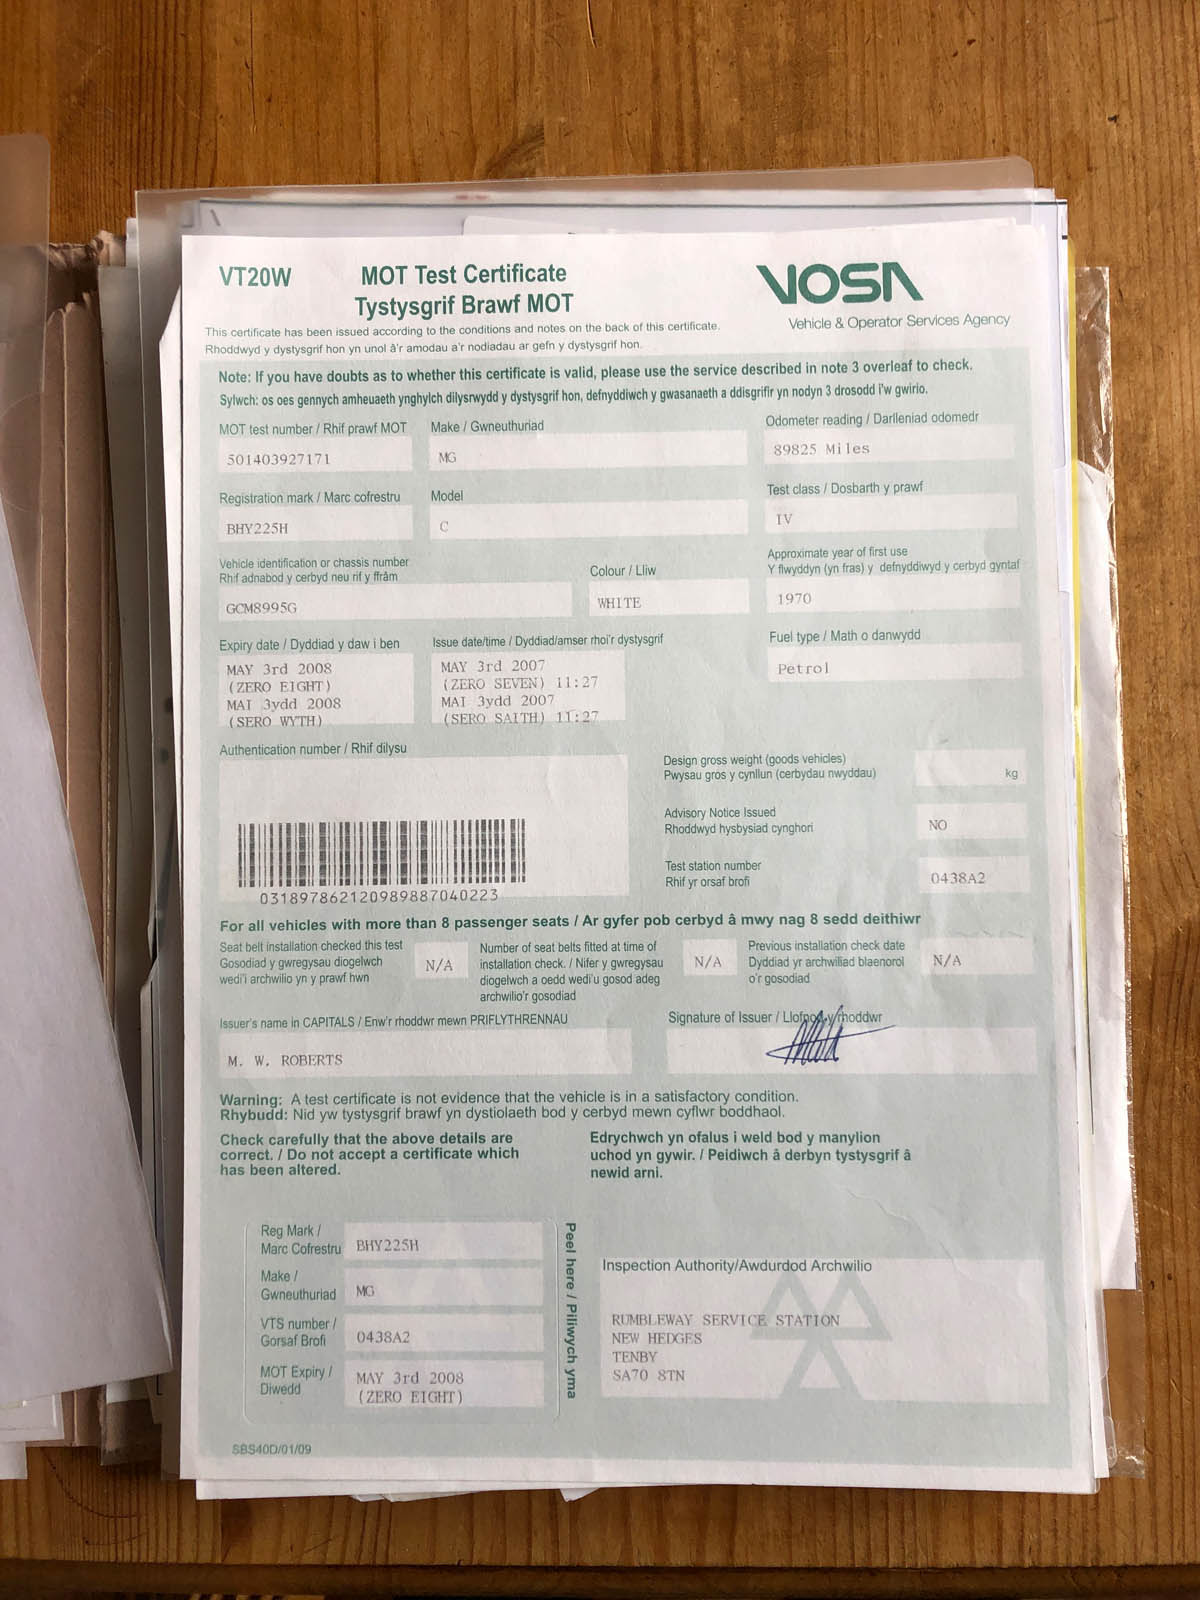 VT20W
MOT Test Certificate
Tystysgrif Brawf MOT
VOSA
Vehicle & Operator Services Agency
This certificate has been issued according to the conditions and notes on the back of this certificate.
Rhoddwyd y dystysgrif hon yn unol â'r amodau a'r nodiadau ar gefn y dystysgrif hon.
Note: If you have doubts as to whether this certificate is valid, please use the service described in note 3 overleaf to check.
Sylwch: os oes gennych amheuaeth ynghylch dilysrwydd y dystysgrif hon, defnyddiwch y gwasanaeth a ddisgrifir yn nodyn 3 drosodd i'w gwirio.
MOT test number / Rhif prawf MOT
501403927171
Make / Gwneuthuriad
MG
Odometer reading / Darlleniad odomedr
89825 Miles
Registration mark / Marc cofrestru
BHY225H
Model
C
Test class / Dosbarth y prawf
IV
Vehicle identification or chassis number
Rhif adnabod y cerbyd neu rif y ffrâm
GCM8995G
Colour / Lliw
WHITE
Approximate year of first use
Y flwyddyn (yn fras) y defnyddiwyd y cerbyd gyntaf
1970
Expiry date / Dyddiad y daw i ben
MAY 3rd 2008
(ZERO EIGHT)
MAI 3ydd 2008
(SERO WYTH)
Issue date/time / Dyddiad/amser rhoi'r dystysgrif
MAY 3rd 2007
(ZERO SEVEN) 11:27
MAI 3ydd 2007
(SERO SAITH) 11:27
Fuel type / Math o danwydd
Petrol
Authentication number / Rhif dilysu
031897862120989887040223
Design gross weight (goods vehicles)
Pwysau gros y cynllun (cerbydau nwyddau)
kg
Advisory Notice Issued
Rhoddwyd hysbysiad cynghori
NO
Test station number
Rhif yr orsaf brofi
0438A2
For all vehicles with more than 8 passenger seats / Ar gyfer pob cerbyd â mwy nag 8 sedd deithiwr
Seat belt installation checked this test
Gosodiad y gwregysau diogelwch
wedi'i archwilio yn y prawf hwn
N/A
Number of seat belts fitted at time of
installation check. / Nifer y gwregysau
diogelwch a oedd wedi'u gosod adeg
archwilio'r gosodiad
N/A
Previous installation check date
Dyddiad yr archwiliad blaenorol
o'r gosodiad
N/A
Issuer's name in CAPITALS / Enw'r rhoddwr mewn PRIFLYTHRENNAU
M. W. ROBERTS
Signature of Issuer / Llofnod y rhoddwr
Warning: A test certificate is not evidence that the vehicle is in a satisfactory condition.
Rhybudd: Nid yw tystysgrif brawf yn dystiolaeth bod y cerbyd mewn cyflwr boddhaol.
Check carefully that the above details are
correct. / Do not accept a certificate which
has been altered.
Edrychwch yn ofalus i weld bod y manylion
uchod yn gywir. / Peidiwch â derbyn tystysgrif â
newid arni.
Reg Mark /
Marc Cofrestru
BHY225H
Make /
Gwneuthuriad
MG
VTS number /
Gorsaf Brofi
0438A2
MOT Expiry /
Diwedd
MAY 3rd 2008
(ZERO EIGHT)
Peel here / Piliwych yma
Inspection Authority/Awdurdod Archwilio
RUMBLEWAY SERVICE STATION
NEW HEDGES
TENBY
SA70 8TN
SBS40D/01/09